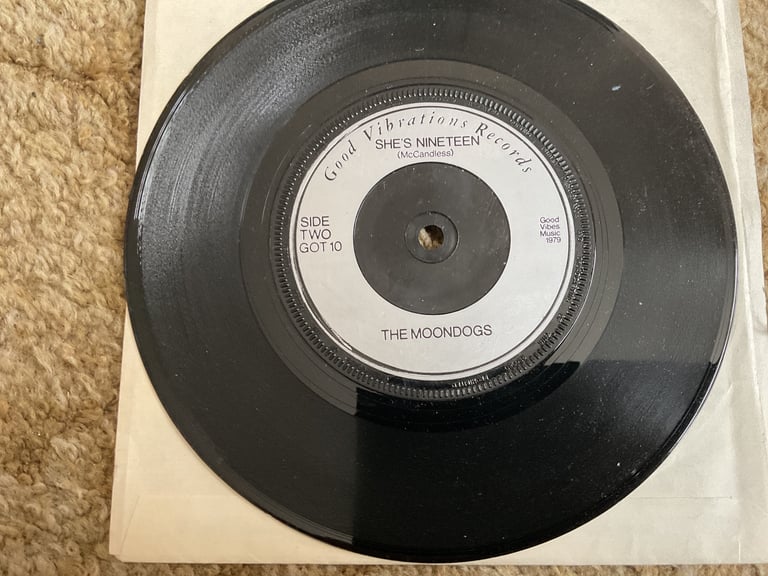 Good Vibrations Records
SHE'S NINETEEN
(McCandless)
SIDE
TWO
GOT 10
Good
Vibes
Music
1979
THE MOONDOGS